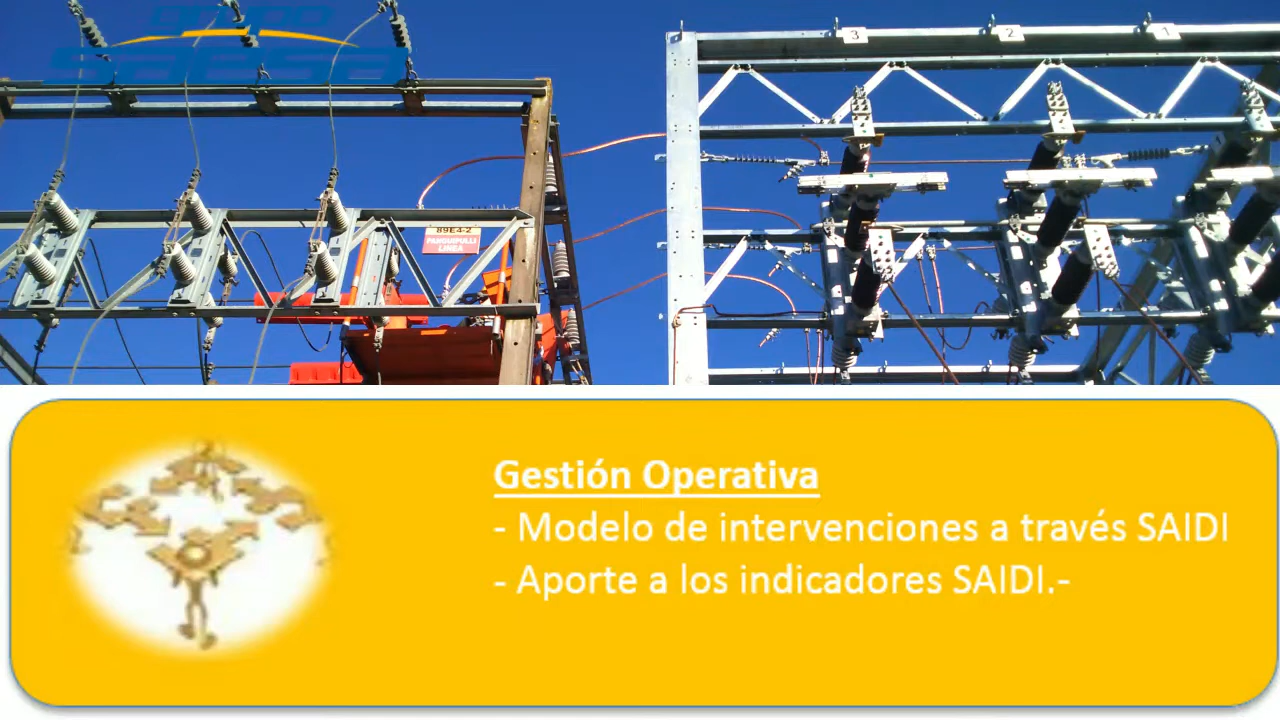 grupo
saesa
3
2
1
89E4-2
PANGUIPULLI
LINEA
Gestión Operativa
- Modelo de intervenciones a través SAIDI
- Aporte a los indicadores SAIDI.-